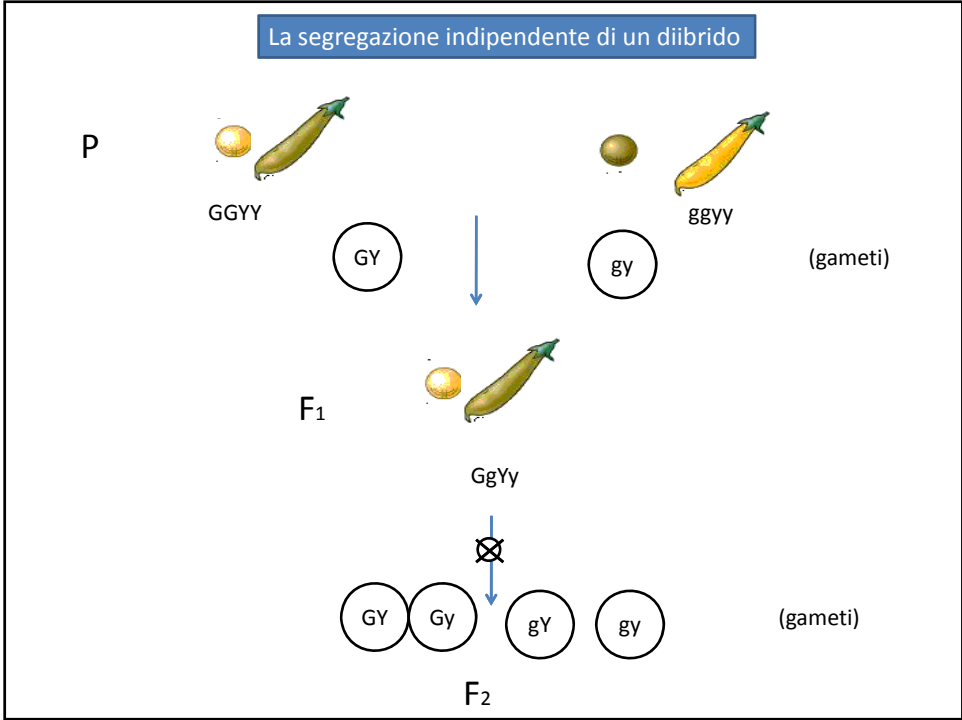 La segregazione indipendente di un diibrido
P
GGYY
ggyy
GY
gy
(gameti)
F1
GgYy
GY
Gy
gY
gy
(gameti)
F2